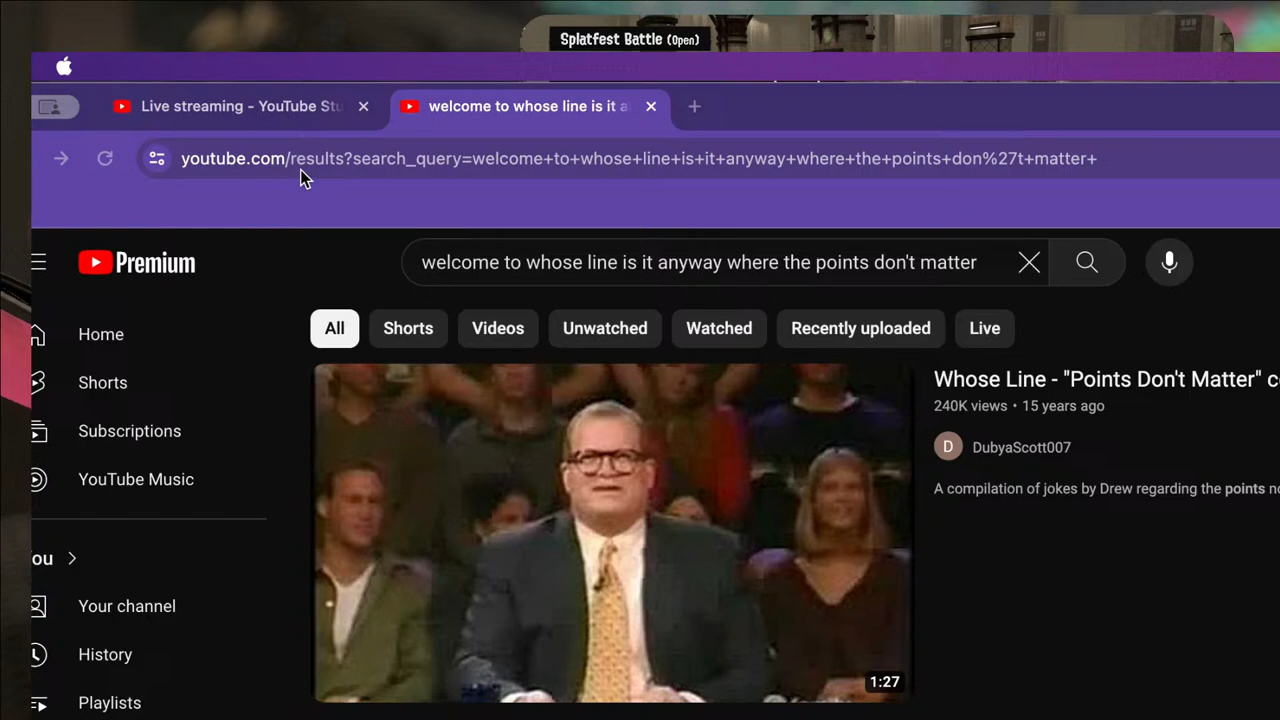 Splatfest Battle (Open)
Live streaming - YouTube Stu
welcome to whose line is it a
youtube.com/results?search_query=welcome+to+whose+line+is+it+anyway+where+the+points+don%27t+matter+
Premium
welcome to whose line is it anyway where the points don't matter
All
Shorts
Videos
Unwatched
Watched
Recently uploaded
Live
Home
Shorts
Subscriptions
YouTube Music
ou
Your channel
History
Playlists
1:27
Whose Line - "Points Don't Matter" c
240K views • 15 years ago
D
DubyaScott007
A compilation of jokes by Drew regarding the points n